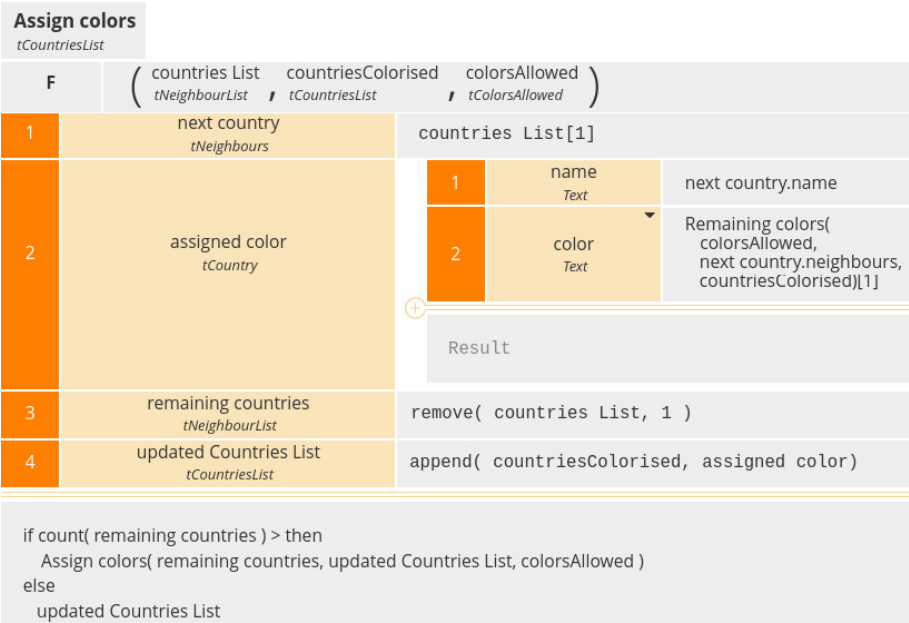 Assign colors
tCountriesList
F
( countries List , countriesColorised , colorsAllowed )
tNeighbourList tCountriesList tColorsAllowed
1
next country
tNeighbours
countries List[1]
2
assigned color
tCountry
1
name
Text
next country.name
2
color
Text
Remaining colors(
colorsAllowed,
next country.neighbours,
countriesColorised)[1]
Result
3
remaining countries
tNeighbourList
remove( countries List, 1 )
4
updated Countries List
tCountriesList
append( countriesColorised, assigned color)
if count( remaining countries ) > then
Assign colors( remaining countries, updated Countries List, colorsAllowed )
else
updated Countries List